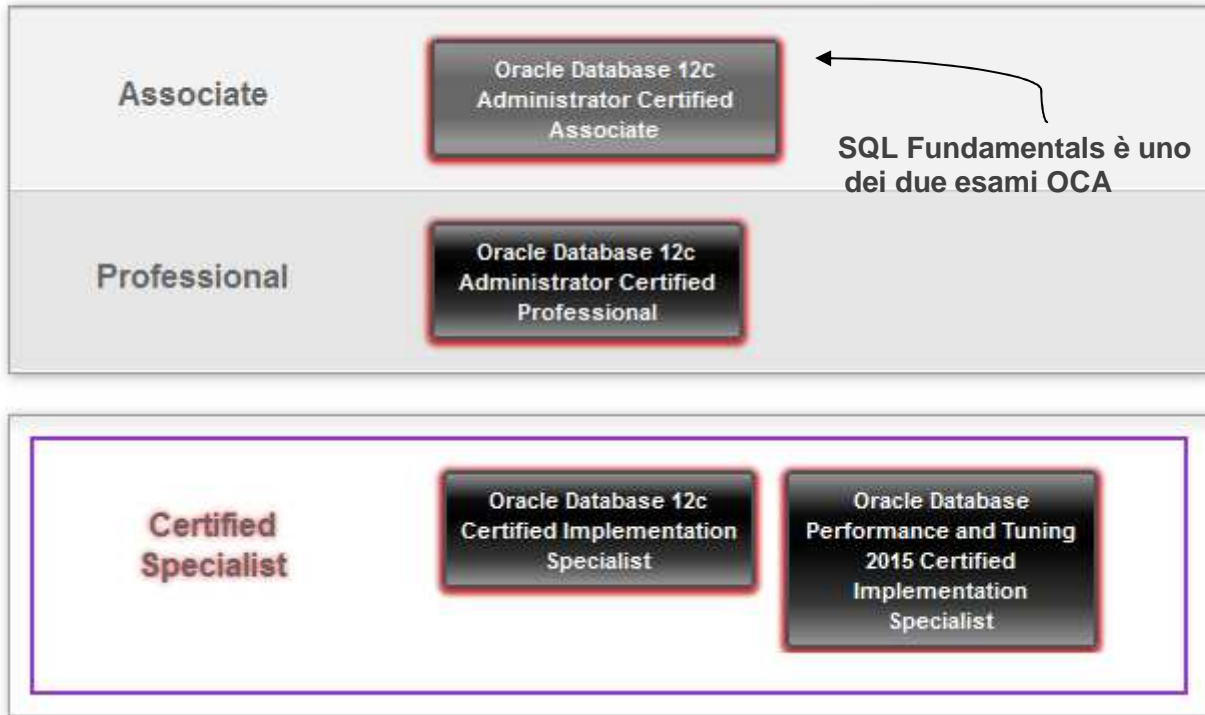 Associate
Oracle Database 12C
Administrator Certified
Associate
SQL Fundamentals è uno
dei due esami OCA
Professional
Oracle Database 12c
Administrator Certified
Professional
Certified
Specialist
Oracle Database 12c
Certified Implementation
Specialist
Oracle Database
Performance and Tuning
2015 Certified
Implementation
Specialist